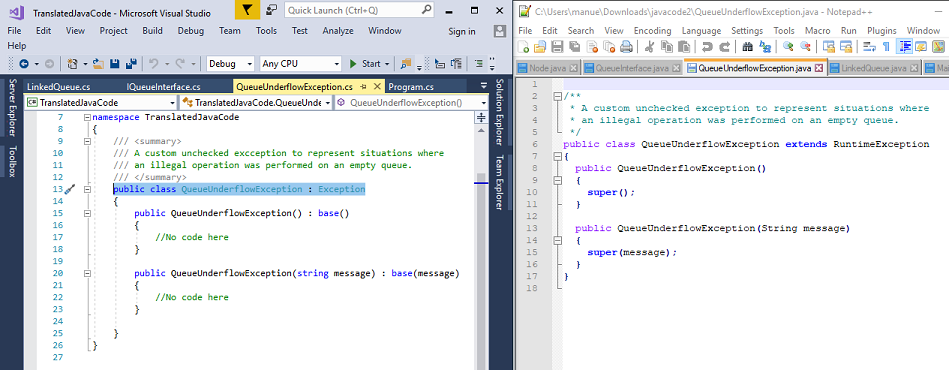 TranslatedJavaCode - Microsoft Visual Studio
Quick Launch (Ctrl+Q)
File Edit View Project Build Debug Team Tools Test Analyze Window Sign in
Help
Debug Any CPU Start
Server Explorer
Toolbox
LinkedQueue.cs IQueueInterface.cs QueueUnderflowException.cs Program.cs
TranslatedJavaCode TranslatedJavaCode.QueueUnde QueueUnderflowException()
7 namespace TranslatedJavaCode
8 {
9 /// <summary>
10 /// A custom unchecked excception to represent situations where
11 /// an illegal operation was performed on an empty queue.
12 /// </summary>
13 public class QueueUnderflowException : Exception
14 {
15 public QueueUnderflowException() : base()
16 {
17 //No code here
18 }
19
20 public QueueUnderflowException(string message) : base(message)
21 {
22 //No code here
23 }
24
25 }
26 }
27
Solution Explorer
Team Explorer
C:\Users\manue\Downloads\javacode2\QueueUnderflowException.java - Notepad++
File Edit Search View Encoding Language Settings Tools Macro Run Plugins Window
Node.java QueueInterface.java QueueUnderflowException.java LinkedQueue.java Mai
1
2 /**
3 * A custom unchecked exception to represent situations where
4 * an illegal operation was performed on an empty queue.
5 */
6 public class QueueUnderflowException extends RuntimeException
7 {
8 public QueueUnderflowException()
9 {
10 super();
11 }
12
13 public QueueUnderflowException(String message)
14 {
15 super(message);
16 }
17 }
18